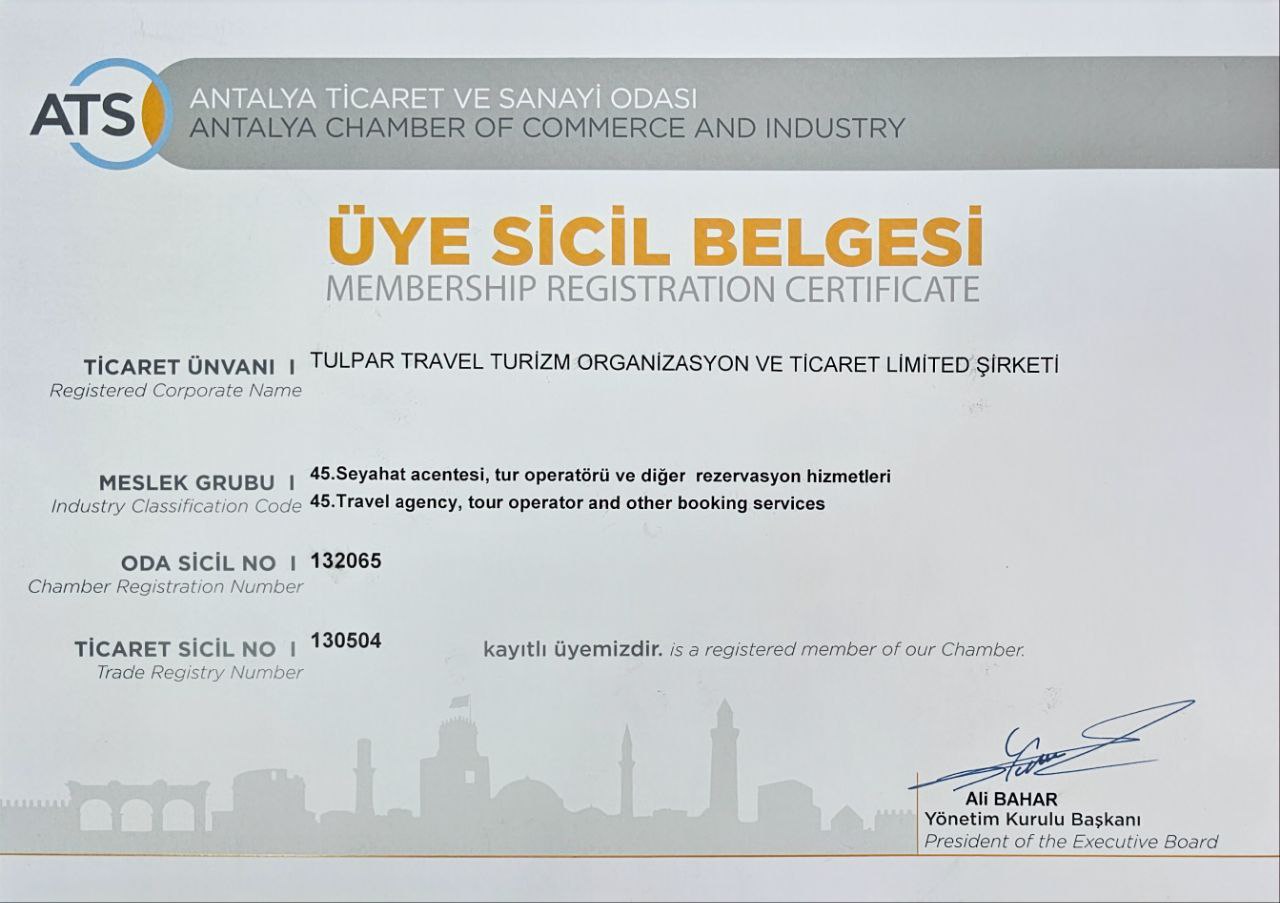 ATSO
ANTALYA TİCARET VE SANAYİ ODASI
ANTALYA CHAMBER OF COMMERCE AND INDUSTRY
ÜYE SİCİL BELGESİ
MEMBERSHIP REGISTRATION CERTIFICATE
TİCARET ÜNVANI | TULPAR TRAVEL TURİZM ORGANİZASYON VE TİCARET LİMİTED ŞİRKETİ
Registered Corporate Name
MESLEK GRUBU | 45.Seyahat acentesi, tur operatörü ve diğer rezervasyon hizmetleri
Industry Classification Code 45.Travel agency, tour operator and other booking services
ODA SİCİL NO | 132065
Chamber Registration Number
TİCARET SİCİL NO | 130504
Trade Registry Number
kayıtlı üyemizdir. is a registered member of our Chamber.
Ali BAHAR
Yönetim Kurulu Başkanı
President of the Executive Board